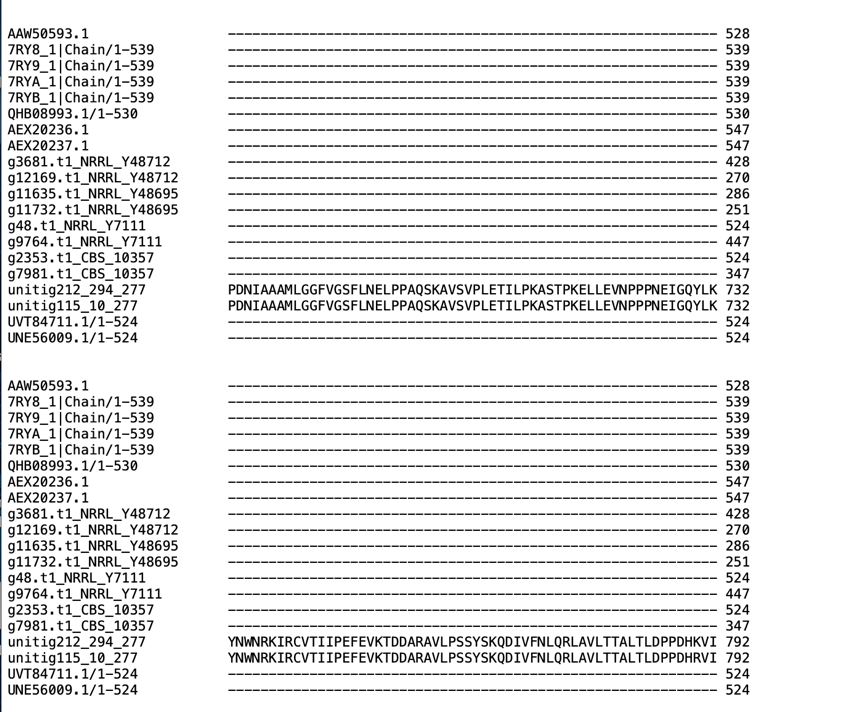 AAW50593.1 ------------------------------------------------------------ 528
7RY8_1|Chain/1-539 ------------------------------------------------------------ 539
7RY9_1|Chain/1-539 ------------------------------------------------------------ 539
7RYA_1|Chain/1-539 ------------------------------------------------------------ 539
7RYB_1|Chain/1-539 ------------------------------------------------------------ 539
QHB08993.1/1-530 ------------------------------------------------------------ 530
AEX20236.1 ------------------------------------------------------------ 547
AEX20237.1 ------------------------------------------------------------ 547
g3681.t1_NRRL_Y48712 ------------------------------------------------------------ 428
g12169.t1_NRRL_Y48712 ------------------------------------------------------------ 270
g11635.t1_NRRL_Y48695 ------------------------------------------------------------ 286
g11732.t1_NRRL_Y48695 ------------------------------------------------------------ 251
g48.t1_NRRL_Y7111 ------------------------------------------------------------ 524
g9764.t1_NRRL_Y7111 ------------------------------------------------------------ 447
g2353.t1_CBS_10357 ------------------------------------------------------------ 524
g7981.t1_CBS_10357 ------------------------------------------------------------ 347
unitig212_294_277 PDNIAAAMLGGFVGSFLNELPPAQSKAVSVPLETILPKASTPKELLEVNPPPNEIGQYLK 732
unitig115_10_277 PDNIAAAMLGGFVGSFLNELPPAQSKAVSVPLETILPKASTPKELLEVNPPPNEIGQYLK 732
UVT84711.1/1-524 ------------------------------------------------------------ 524
UNE56009.1/1-524 ------------------------------------------------------------ 524
AAW50593.1 ------------------------------------------------------------ 528
7RY8_1|Chain/1-539 ------------------------------------------------------------ 539
7RY9_1|Chain/1-539 ------------------------------------------------------------ 539
7RYA_1|Chain/1-539 ------------------------------------------------------------ 539
7RYB_1|Chain/1-539 ------------------------------------------------------------ 539
QHB08993.1/1-530 ------------------------------------------------------------ 530
AEX20236.1 ------------------------------------------------------------ 547
AEX20237.1 ------------------------------------------------------------ 547
g3681.t1_NRRL_Y48712 ------------------------------------------------------------ 428
g12169.t1_NRRL_Y48712 ------------------------------------------------------------ 270
g11635.t1_NRRL_Y48695 ------------------------------------------------------------ 286
g11732.t1_NRRL_Y48695 ------------------------------------------------------------ 251
g48.t1_NRRL_Y7111 ------------------------------------------------------------ 524
g9764.t1_NRRL_Y7111 ------------------------------------------------------------ 447
g2353.t1_CBS_10357 ------------------------------------------------------------ 524
g7981.t1_CBS_10357 ------------------------------------------------------------ 347
unitig212_294_277 YNWNRKIRCVTIIPEFEVKTDDARAVLPSSYSKQDIVFNLQRLAVLTTALTLDPPDHKVI 792
unitig115_10_277 YNWNRKIRCVTIIPEFEVKTDDARAVLPSSYSKQDIVFNLQRLAVLTTALTLDPPDHRVI 792
UVT84711.1/1-524 ------------------------------------------------------------ 524
UNE56009.1/1-524 ------------------------------------------------------------ 524